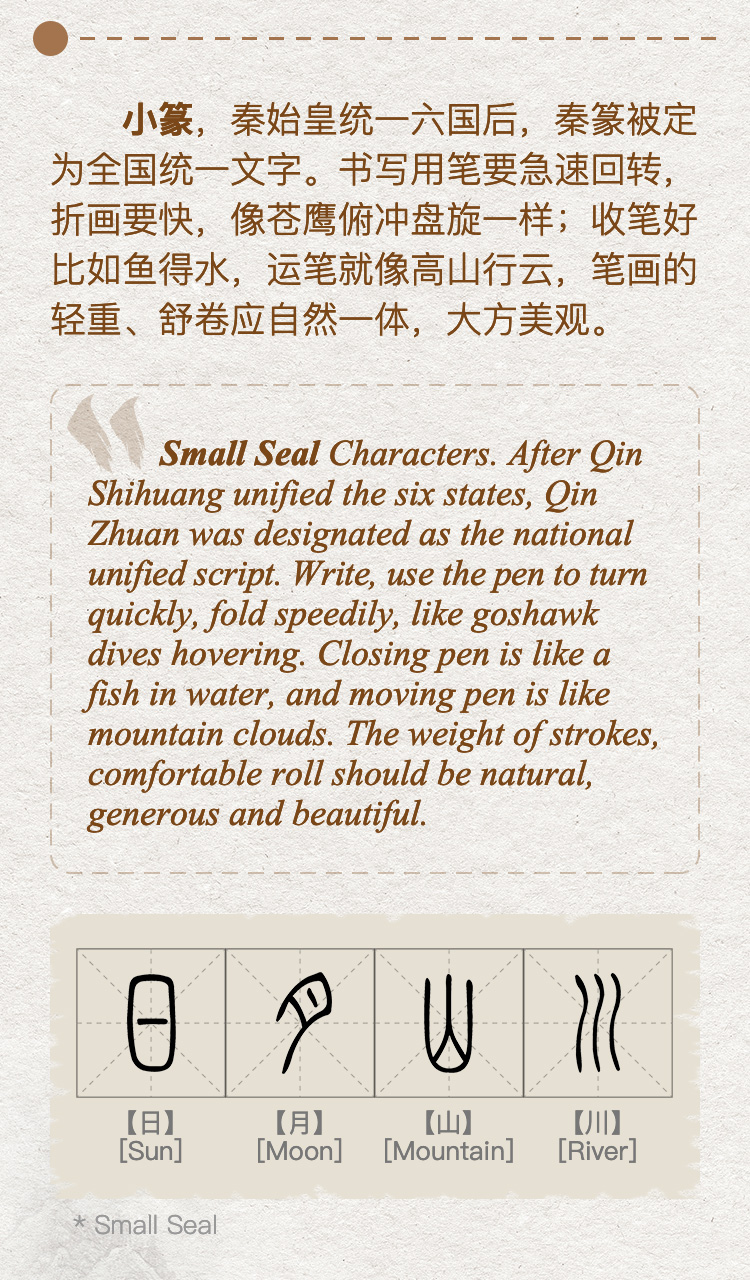 小篆，秦始皇统一六国后，秦篆被定
为全国统一文字。书写用笔要急速回转，
折画要快，像苍鹰俯冲盘旋一样；收笔好
比如鱼得水，运笔就像高山行云，笔画的
轻重、舒卷应自然一体，大方美观。
Small Seal Characters. After Qin
Shihuang unified the six states, Qin
Zhuan was designated as the national
unified script. Write, use the pen to turn
quickly, fold speedily, like goshawk
dives hovering. Closing pen is like a
fish in water, and moving pen is like
mountain clouds. The weight of strokes,
comfortable roll should be natural,
generous and beautiful.
日 月 山 川
【日】 【月】 【山】 【川】
[Sun] [Moon] [Mountain] [River]
* Small Seal